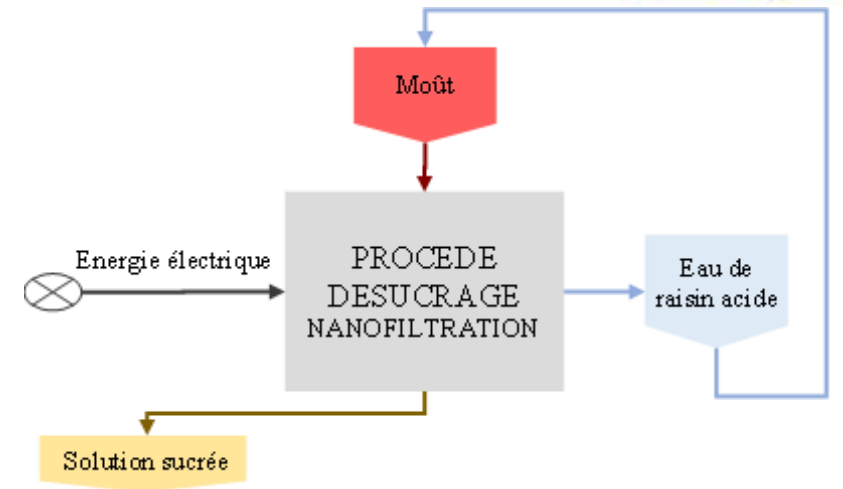 Moût
Energie électrique
PROCEDE
DESUCRAGE
NANOFILTRATION
Eau de
raisin acide
Solution sucrée